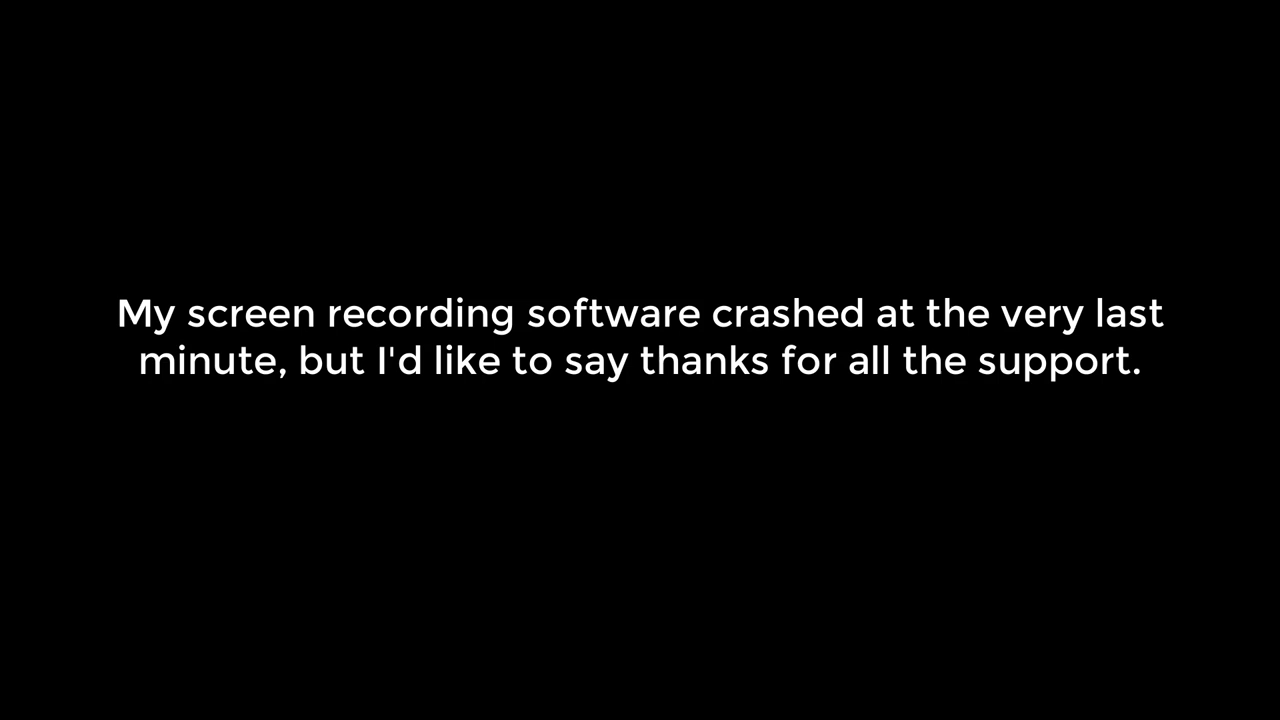 My screen recording software crashed at the very last
minute, but I'd like to say thanks for all the support.